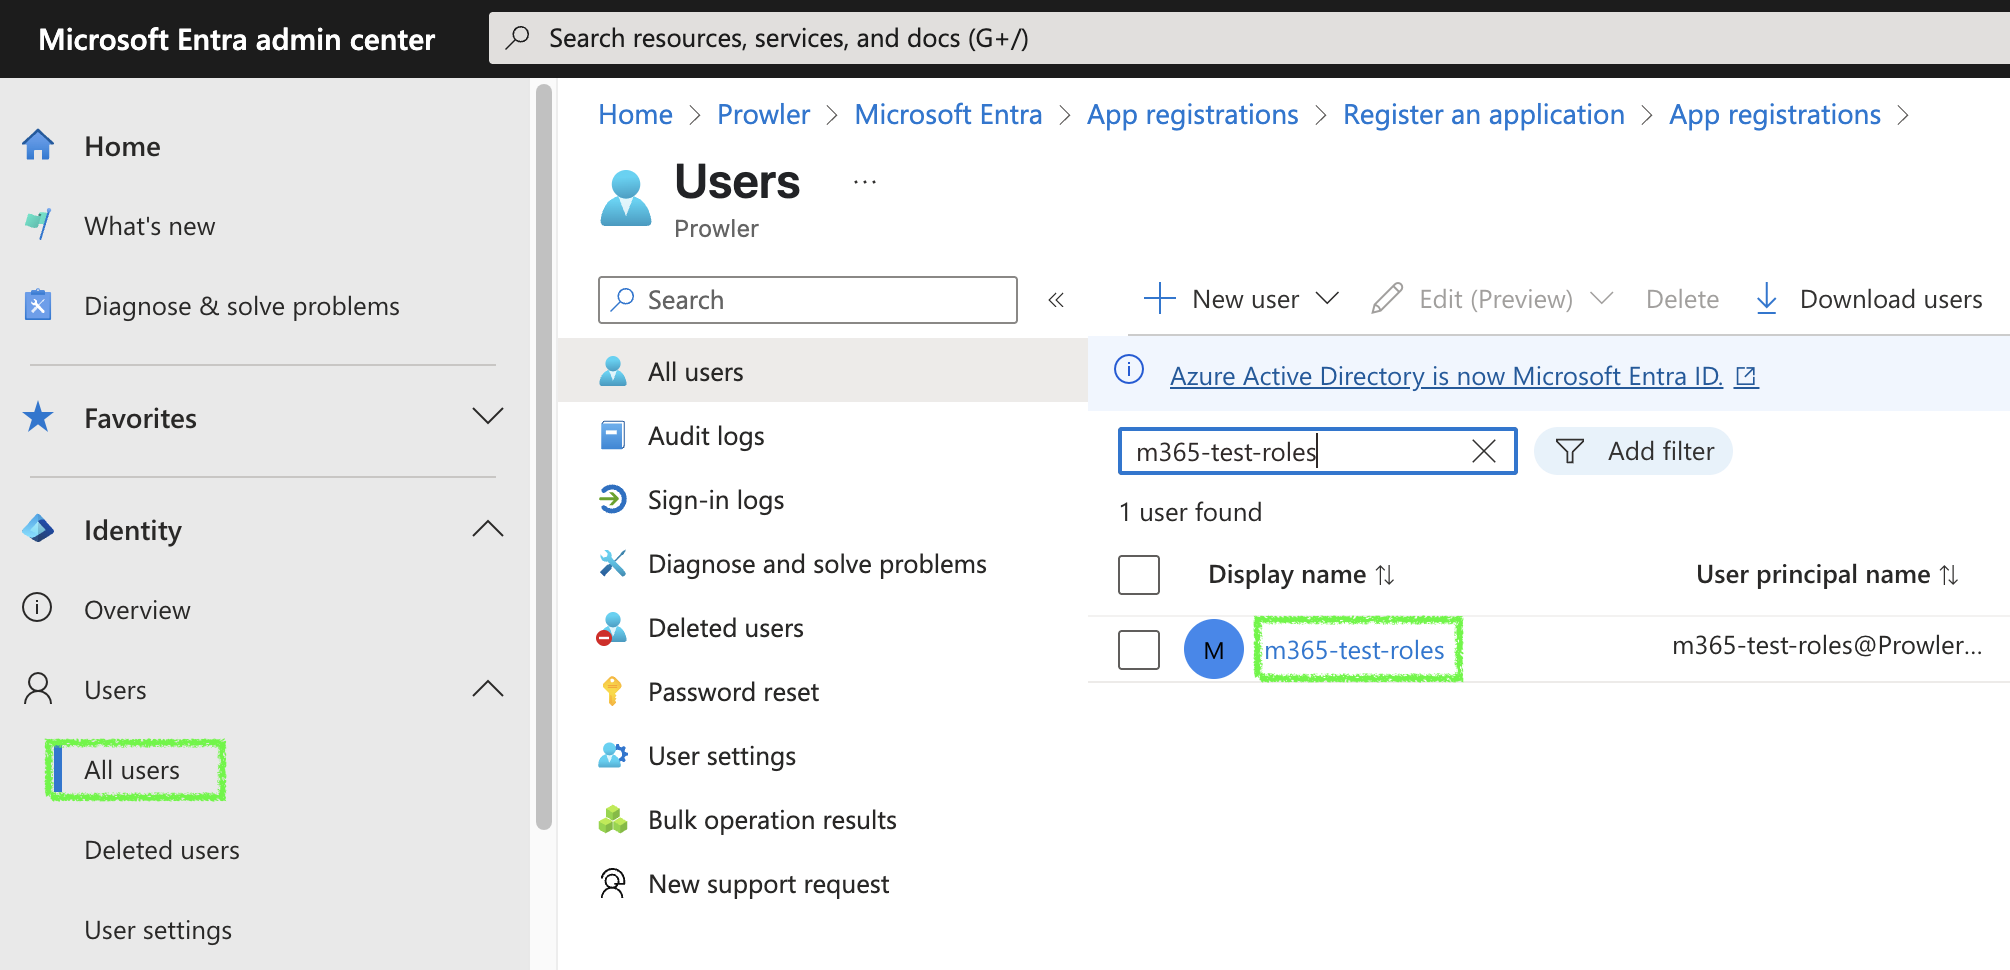 Microsoft Entra admin center
Search resources, services, and docs (G+/)
Home
What's new
Diagnose & solve problems
Favorites
Identity
Overview
Users
All users
Deleted users
User settings
Home > Prowler > Microsoft Entra > App registrations > Register an application > App registrations >
Users
...
Prowler
Search
«
All users
Audit logs
Sign-in logs
Diagnose and solve problems
Deleted users
Password reset
User settings
Bulk operation results
New support request
New user Edit (Preview) Delete Download users
Azure Active Directory is now Microsoft Entra ID.
m365-test-roles
Add filter
1 user found
Display name User principal name
M m365-test-roles m365-test-roles@Prowler...